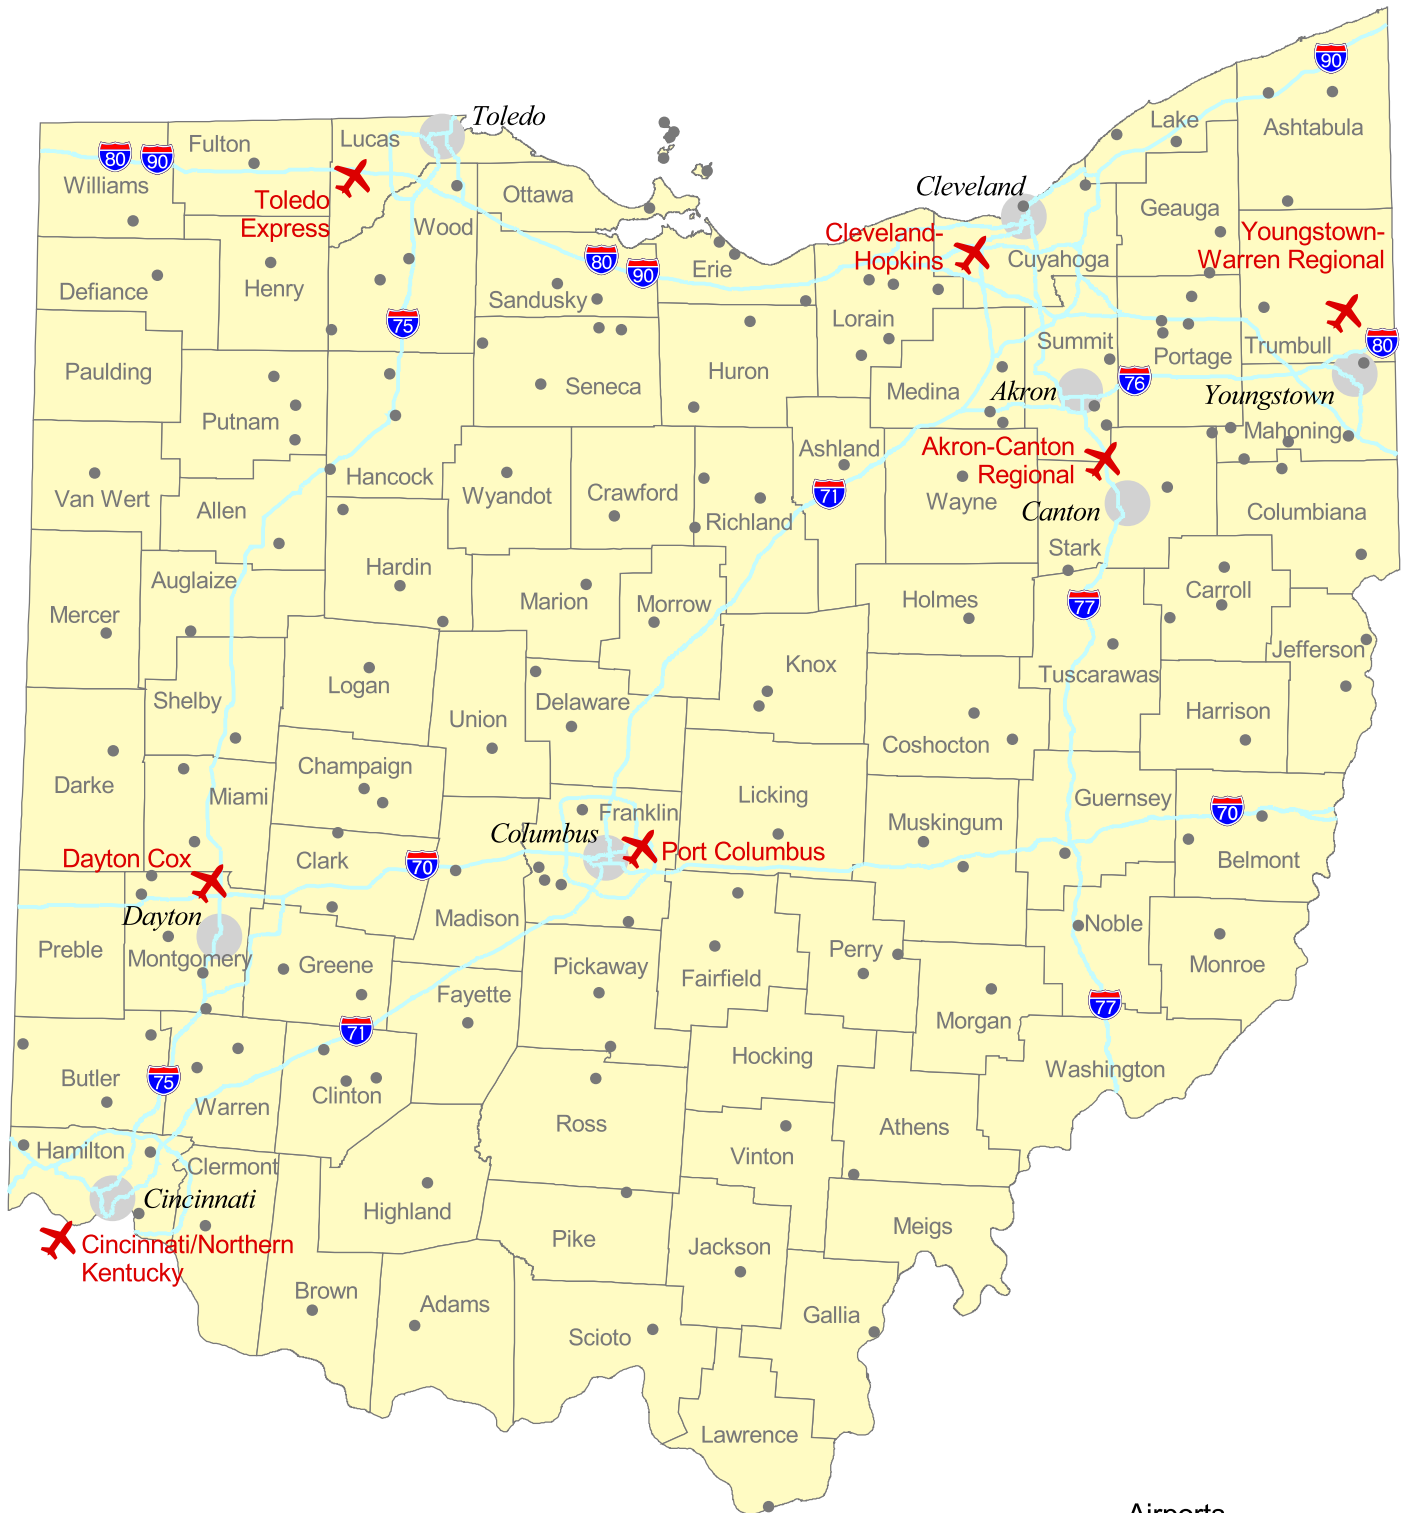 90
Toledo
Lake
Ashtabula
Fulton
Lucas
80
90
Williams
Toledo
Express
Ottawa
Cleveland
Geauga
Wood
Cleveland-
Hopkins
Youngstown-
Warren Regional
80
90
Erie
Cuyahoga
Defiance
Henry
Sandusky
75
Lorain
Summit
Portage
Trumbull
80
Paulding
Seneca
Huron
Medina
Akron
76
Youngstown
Putnam
Mahoning
Ashland
Akron-Canton
Regional
Hancock
Van Wert
Wyandot
Crawford
71
Wayne
Allen
Richland
Canton
Columbiana
Stark
Hardin
Auglaize
Marion
Morrow
Holmes
77
Carroll
Mercer
Knox
Jefferson
Logan
Tuscarawas
Shelby
Delaware
Union
Harrison
Coshocton
Champaign
Darke
Miami
Licking
Guernsey
Franklin
70
Columbus
Muskingum
Dayton Cox
Clark
70
Port Columbus
Belmont
Dayton
Madison
Noble
Preble
Montgomery
Greene
Pickaway
Fairfield
Perry
Monroe
Fayette
77
Morgan
71
Hocking
Butler
75
Warren
Clinton
Washington
Ross
Athens
Hamilton
Clermont
Vinton
Cincinnati
Highland
Meigs
Cincinnati/Northern
Kentucky
Pike
Jackson
Brown
Adams
Gallia
Scioto
Lawrence
Airports